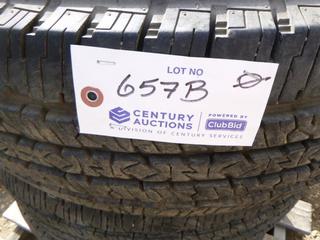 LOT NO
657B
CENTURY AUCTIONS
A DIVISION OF CENTURY SERVICES
POWERED BY
ClubBid